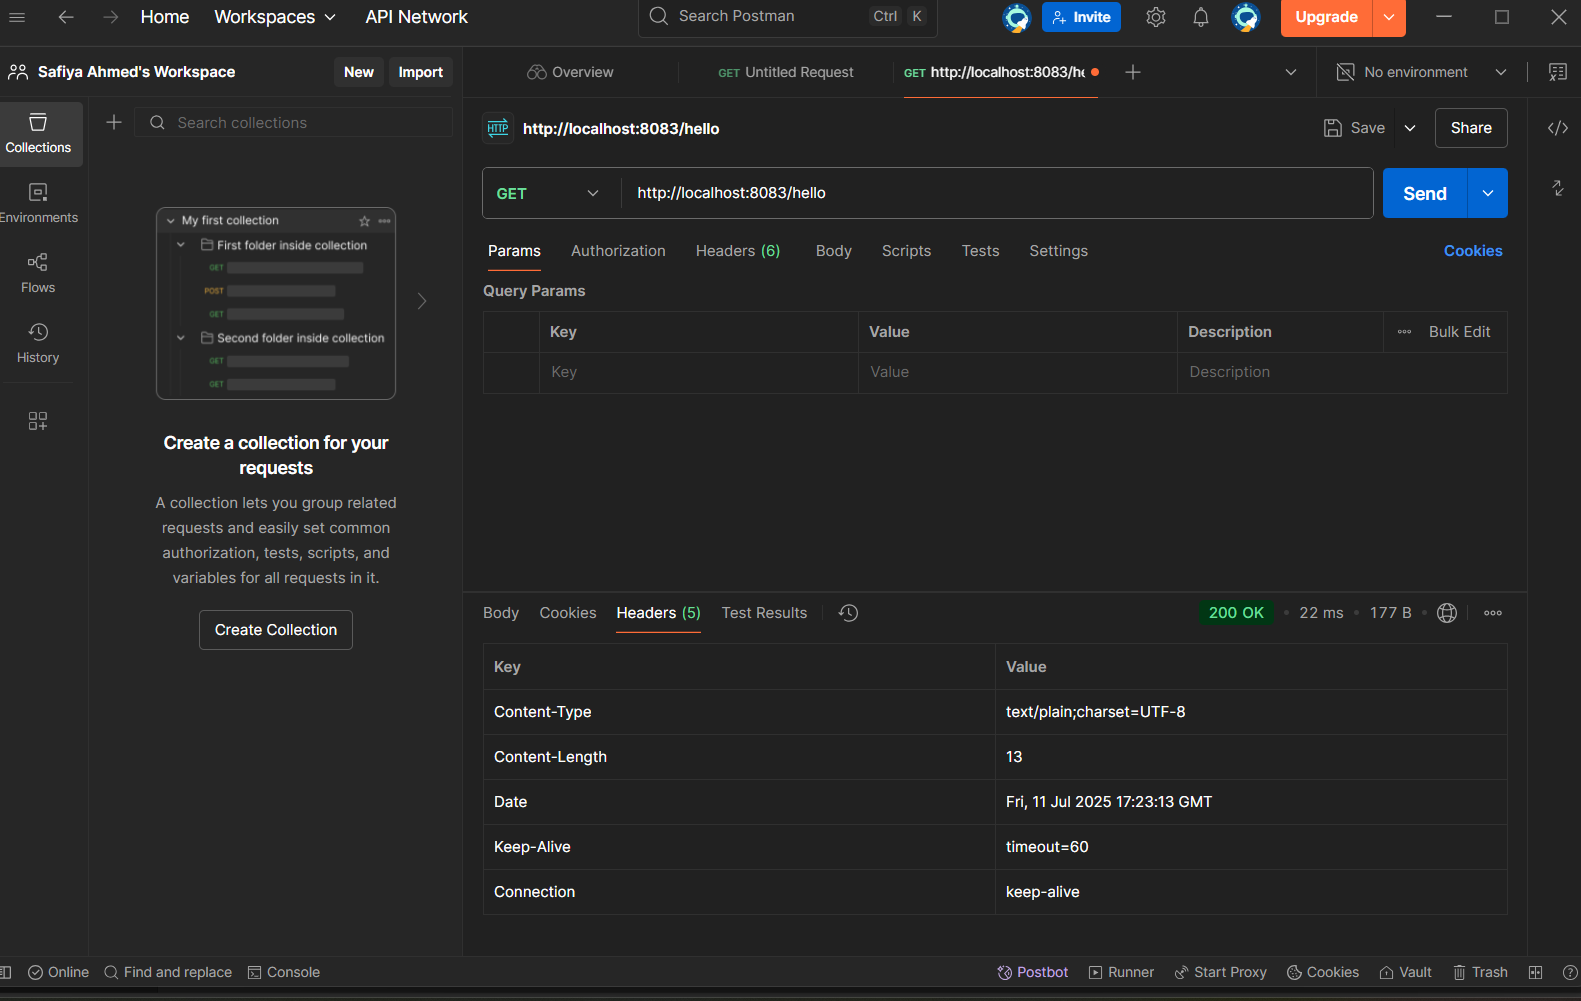 Home Workspaces API Network Search Postman Ctrl K Invite Upgrade
Safiya Ahmed's Workspace New Import Overview GET Untitled Request GET http://localhost:8083/he No environment
Collections Search collections HTTP http://localhost:8083/hello Save Share
GET http://localhost:8083/hello Send
Environments
Flows
History
My first collection
First folder inside collection
GET
POST
GET
Second folder inside collection
GET
GET
Create a collection for your
requests
A collection lets you group related
requests and easily set common
authorization, tests, scripts, and
variables for all requests in it.
Create Collection
Params Authorization Headers (6) Body Scripts Tests Settings Cookies
Query Params
Key Value Description Bulk Edit
Key Value Description
Body Cookies Headers (5) Test Results 200 OK 22 ms 177 B
Key Value
Content-Type text/plain;charset=UTF-8
Content-Length 13
Date Fri, 11 Jul 2025 17:23:13 GMT
Keep-Alive timeout=60
Connection keep-alive
Online Find and replace Console Postbot Runner Start Proxy Cookies Vault Trash